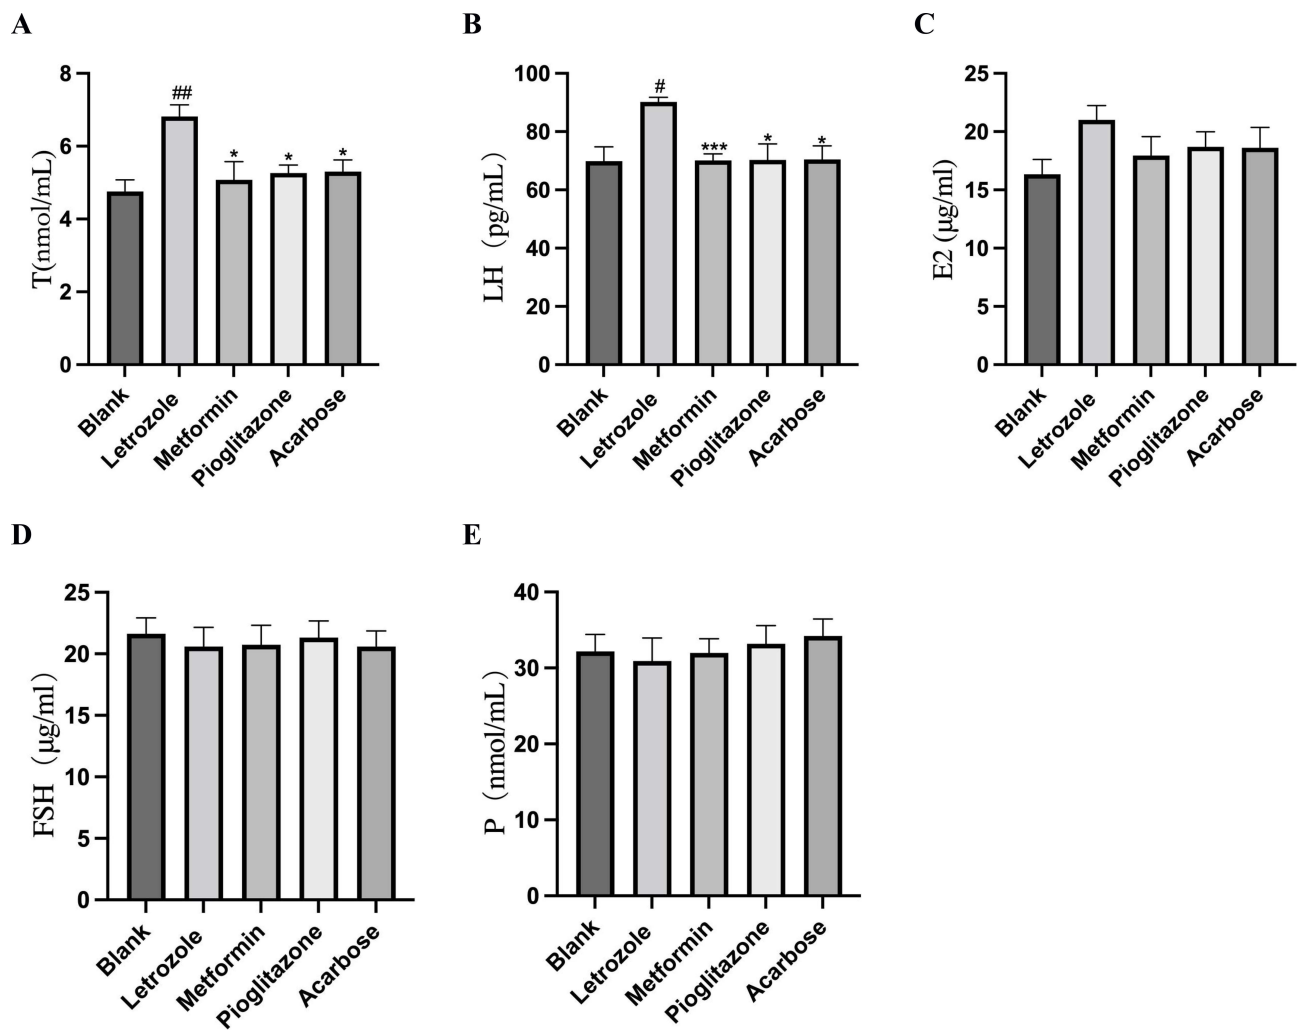 A
T(nmol/mL)
8
6
4
2
0
##
*
*
*
Blank
Letrozole
Metformin
Pioglitazone
Acarbose
B
LH（pg/mL）
100
80
60
40
20
0
#
***
*
*
Blank
Letrozole
Metformin
Pioglitazone
Acarbose
C
E2 (μg/ml)
25
20
15
10
5
0
Blank
Letrozole
Metformin
Pioglitazone
Acarbose
D
FSH（μg/ml）
25
20
15
10
5
0
Blank
Letrozole
Metformin
Pioglitazone
Acarbose
E
P（nmol/mL）
40
30
20
10
0
Blank
Letrozole
Metformin
Pioglitazone
Acarbose